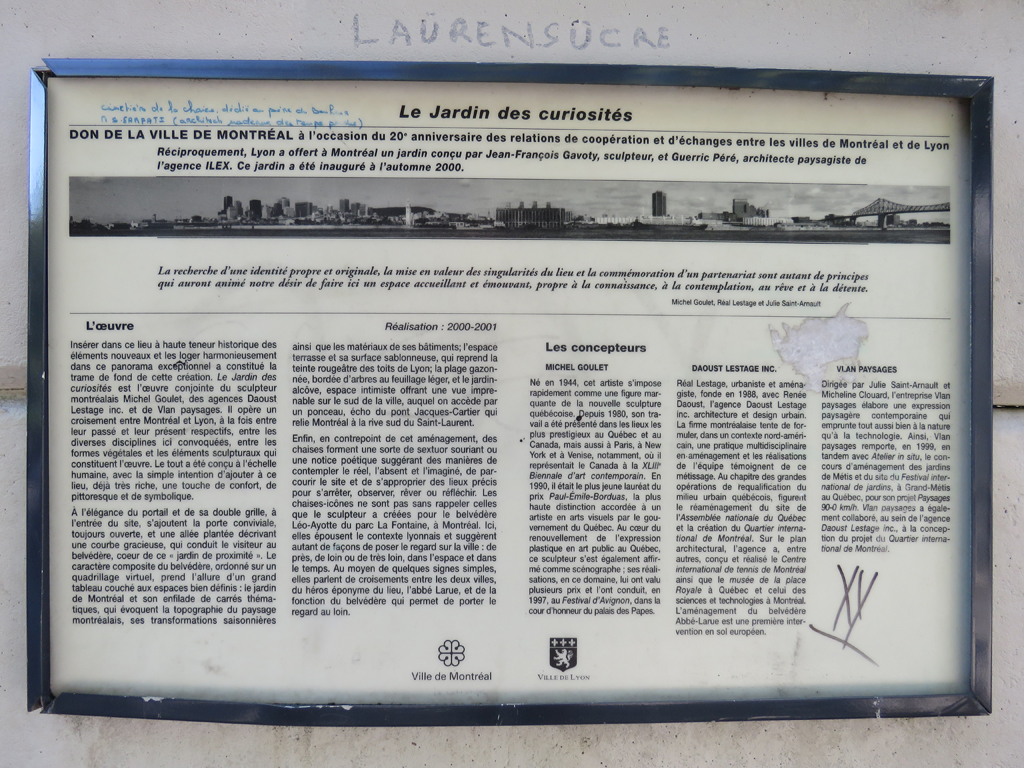 LAÜRENSÜCRE
Le Jardin des curiosités
DON DE LA VILLE DE MONTRÉAL à l'occasion du 20e anniversaire des relations de coopération et d'échanges entre les villes de Montréal et de Lyon
Réciproquement, Lyon a offert à Montréal un jardin conçu par Jean-François Gavoty, sculpteur, et Guerric Péré, architecte paysagiste de
l'agence ILEX. Ce jardin a été inauguré à l'automne 2000.
La recherche d'une identité propre et originale, la mise en valeur des singularités du lieu et la commémoration d'un partenariat sont autant de principes
qui auront animé notre désir de faire ici un espace accueillant et émouvant, propre à la connaissance, à la contemplation, au rêve et à la détente.
Michel Goulet, Réal Lestage et Julie Saint-Arnault
L'œuvre
Réalisation : 2000-2001
Insérer dans ce lieu à haute teneur historique des
éléments nouveaux et les loger harmonieusement
dans ce panorama exceptionnel a constitué la
trame de fond de cette création. Le Jardin des
curiosités est l'œuvre conjointe du sculpteur
montréalais Michel Goulet, des agences Daoust
Lestage inc. et de Vlan paysages. Il opère un
croisement entre Montréal et Lyon, à la fois entre
leur passé et leur présent respectifs, entre les
diverses disciplines ici convoquées, entre les
formes végétales et les éléments sculpturaux qui
constituent l'œuvre. Le tout a été conçu à l'échelle
humaine, avec la simple intention d'ajouter à ce
lieu, déjà très riche, une touche de confort, de
pittoresque et de symbolique.
À l'élégance du portail et de sa double grille, à
l'entrée du site, s'ajoutent la porte conviviale,
toujours ouverte, et une allée plantée décrivant
une courbe gracieuse, qui conduit le visiteur au
belvédère, coeur de ce « jardin de proximité ». Le
caractère composite du belvédère, ordonné sur un
quadrillage virtuel, prend l'allure d'un grand
tableau couché aux espaces bien définis : le jardin
de Montréal et son enfilade de carrés théma-
tiques, qui évoquent la topographie du paysage
montréalais, ses transformations saisonnières
ainsi que les matériaux de ses bâtiments; l'espace
terrasse et sa surface sablonneuse, qui reprend la
teinte rougeâtre des toits de Lyon; la plage gazon-
née, bordée d'arbres au feuillage léger, et le jardin-
alcôve, espace intimiste offrant une vue impre-
nable sur le sud de la ville, auquel on accède par
un ponceau, écho du pont Jacques-Cartier qui
relie Montréal à la rive sud du Saint-Laurent.
Enfin, en contrepoint de cet aménagement, des
chaises forment une sorte de sextuor souriant ou
une notice poétique suggérant des manières de
contempler le réel, l'absent et l'imaginé, de par-
courir le site et de s'approprier des lieux précis
pour s'arrêter, observer, rêver ou réfléchir. Les
chaises-icônes ne sont pas sans rappeler celles
que le sculpteur a créées pour le belvédère
Léo-Ayotte du parc La Fontaine, à Montréal. Ici,
elles épousent le contexte lyonnais et suggèrent
autant de façons de poser le regard sur la ville : de
près, de loin ou de très loin, dans l'espace et dans
le temps. Au moyen de quelques signes simples,
elles parlent de croisements entre les deux villes,
du héros éponyme du lieu, l'abbé Larue, et de la
fonction du belvédère qui permet de porter le
regard au loin.
Les concepteurs
MICHEL GOULET
Né en 1944, cet artiste s'impose
rapidement comme une figure mar-
quante de la nouvelle sculpture
québécoise. Depuis 1980, son tra-
vail a été présenté dans les lieux les
plus prestigieux au Québec et au
Canada, mais aussi à Paris, à New
York et à Venise, notamment, où il
représentait le Canada à la XLIIIe
Biennale d'art contemporain. En
1990, il était le plus jeune lauréat du
prix Paul-Émile-Borduas, la plus
haute distinction accordée à un
artiste en arts visuels par le gou-
vernement du Québec. Au cœur du
renouvellement de l'expression
plastique en art public au Québec,
ce sculpteur s'est également affir-
mé comme scénographe ; ses réali-
sations, en ce domaine, lui ont valu
plusieurs prix et l'ont conduit, en
1997, au Festival d'Avignon, dans la
cour d'honneur du palais des Papes.
DAOUST LESTAGE INC.
Réal Lestage, urbaniste et aména-
giste, fonde en 1988, avec Renée
Daoust, l'agence Daoust Lestage
inc. architecture et design urbain.
La firme montréalaise tente de for-
muler, dans un contexte nord-améri-
cain, une pratique multidisciplinaire
en aménagement et les réalisations
de l'équipe témoignent de ce
métissage. Au chapitre des grandes
opérations de requalification du
milieu urbain québécois, figurent
le réaménagement du site de
l'Assemblée nationale du Québec
et la création du Quartier interna-
tional de Montréal. Sur le plan
architectural, l'agence a, entre
autres, conçu et réalisé le Centre
international de tennis de Montréal
ainsi que le musée de la place
Royale à Québec et celui des
sciences et technologies à Montréal.
L'aménagement du belvédère
Abbé-Larue est une première inter-
vention en sol européen.
VLAN PAYSAGES
Dirigée par Julie Saint-Arnault et
Micheline Clouard, l'entreprise Vlan
paysages élabore une expression
paysagère contemporaine qui
emprunte tout aussi bien à la nature
qu'à la technologie. Ainsi, Vlan
paysages remporte, en 1999, en
tandem avec Atelier in situ, le con-
cours d'aménagement des jardins
de Métis et du site du Festival inter-
national de jardins, à Grand-Métis
au Québec, pour son projet Paysages
90-0 km/h. Vlan paysages a égale-
ment collaboré, au sein de l'agence
Daoust Lestage inc., à la concep-
tion du projet du Quartier interna-
tional de Montréal.
Ville de Montréal
VILLE DE LYON